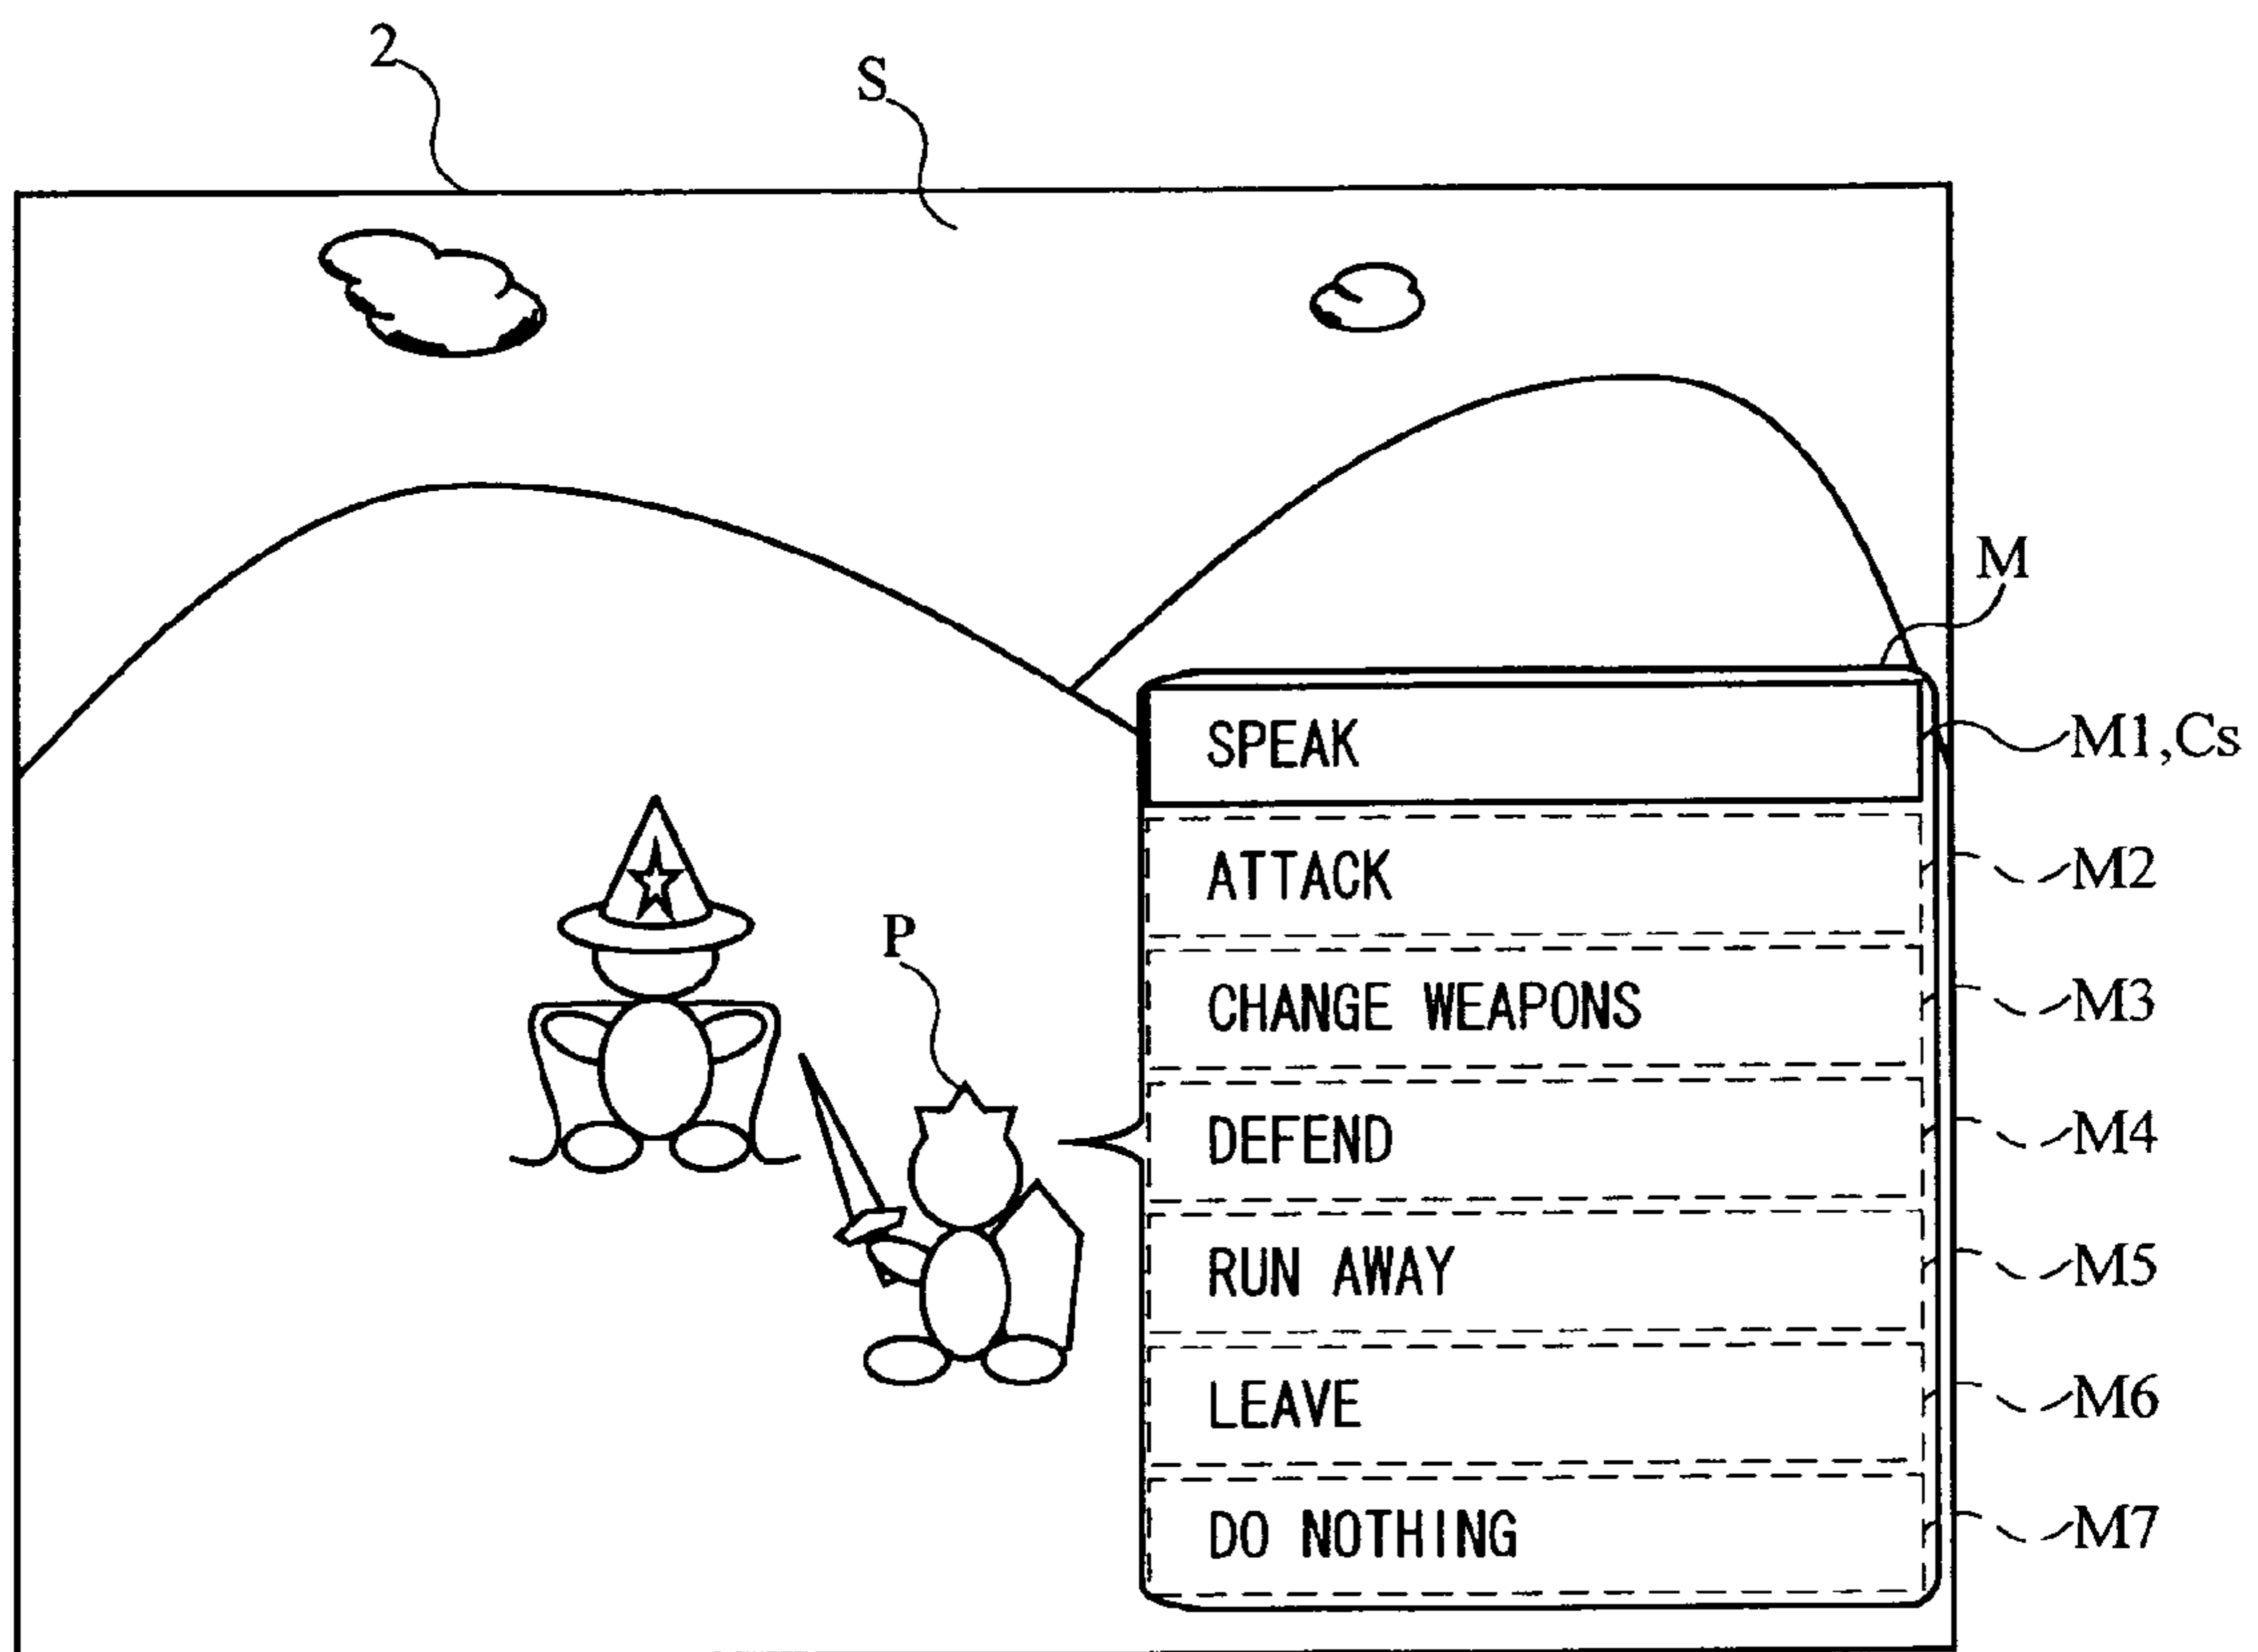 2
S
M
SPEAK M1,Cs
ATTACK M2
P
CHANGE WEAPONS M3
DEFEND M4
RUN AWAY M5
LEAVE M6
DO NOTHING M7